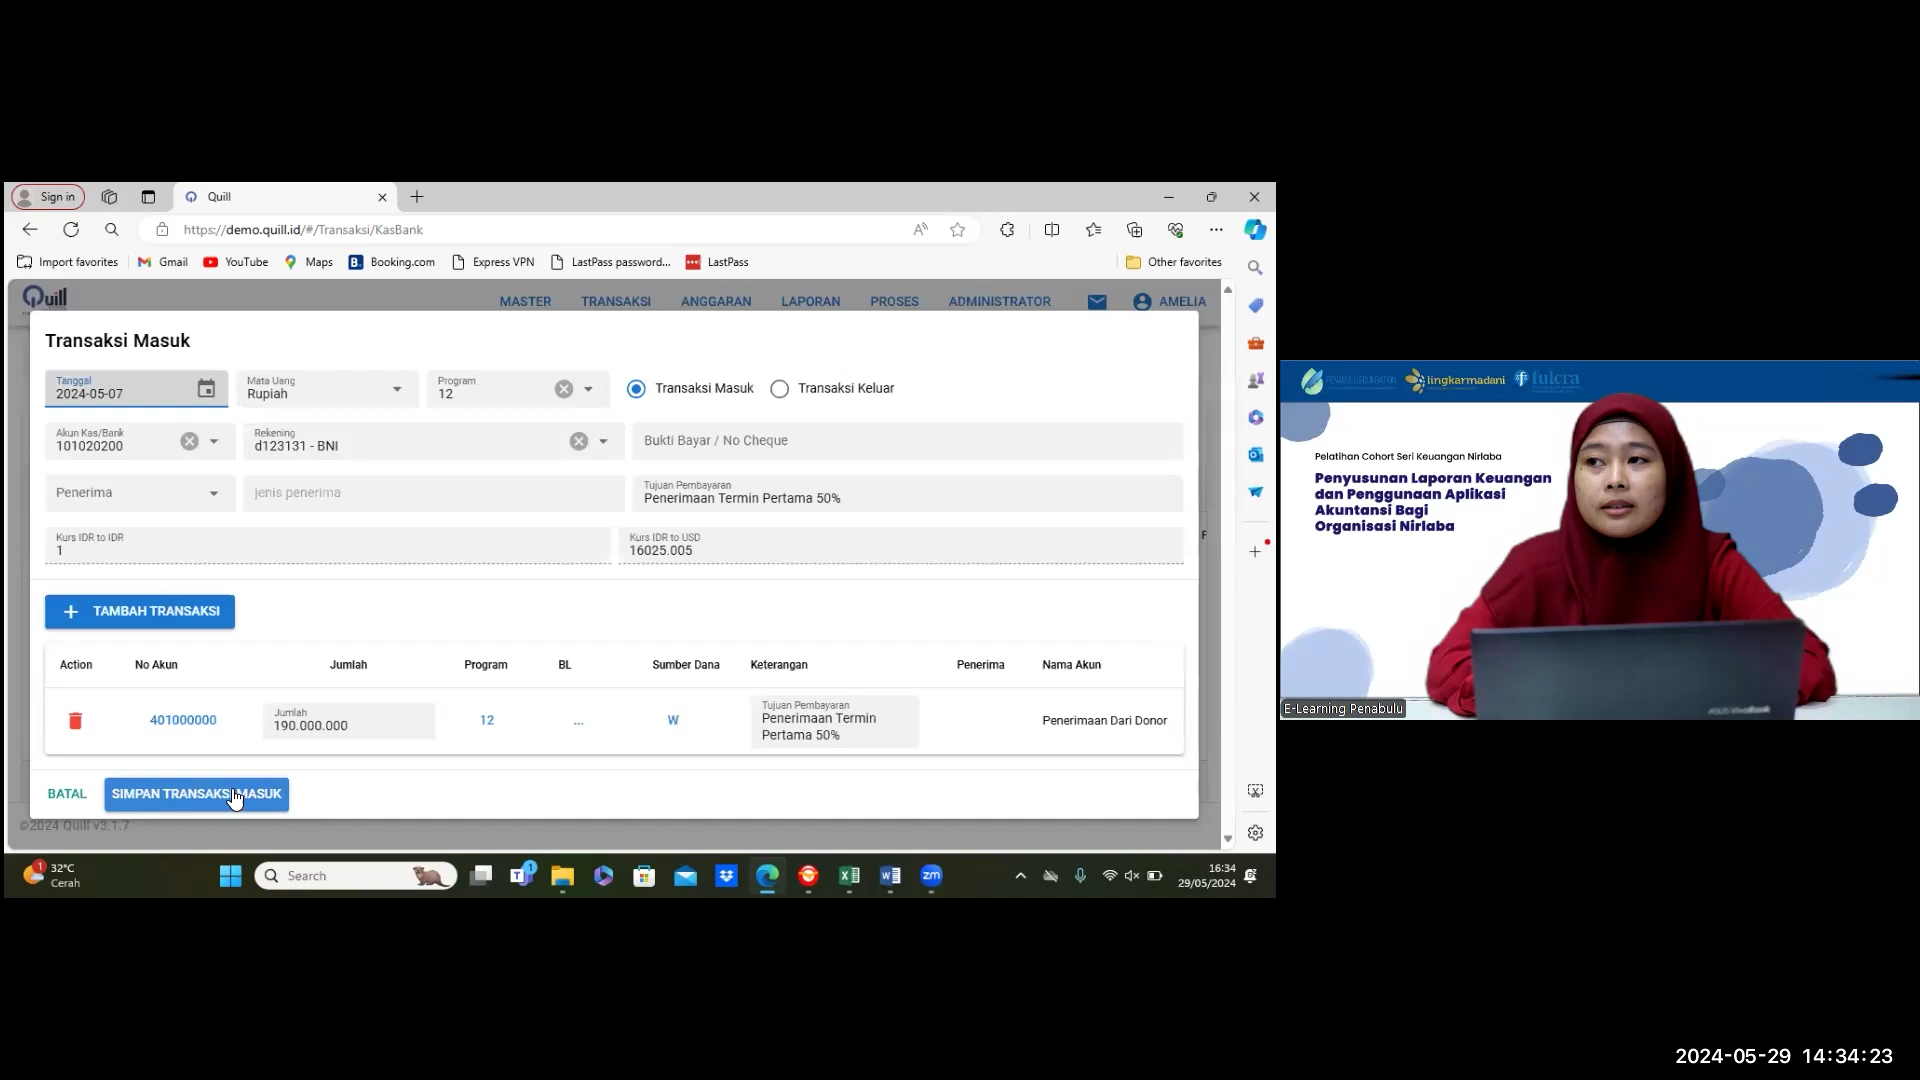 Sign in
Quill
https://demo.quill.id/#/Transaksi/KasBank
Import favorites
Gmail
YouTube
Maps
Booking.com
Express VPN
LastPass password...
LastPass
Other favorites
Quill
MASTER
TRANSAKSI
ANGGARAN
LAPORAN
PROSES
ADMINISTRATOR
AMELIA
Transaksi Masuk
Tanggal
2024-05-07
Mata Uang
Rupiah
Program
12
Transaksi Masuk
Transaksi Keluar
Akun Kas/Bank
101020200
Rekening
d123131 - BNI
Bukti Bayar / No Cheque
Penerima
jenis penerima
Tujuan Pembayaran
Penerimaan Termin Pertama 50%
Kurs IDR to IDR
1
Kurs IDR to USD
16025.005
TAMBAH TRANSAKSI
Action
No Akun
Jumlah
Program
BL
Sumber Dana
Keterangan
Penerima
Nama Akun
401000000
Jumlah
190.000.000
12
...
W
Tujuan Pembayaran
Penerimaan Termin
Pertama 50%
Penerimaan Dari Donor
BATAL
SIMPAN TRANSAKSI MASUK
©2024 Quill v3.1.7
1
32°C
Cerah
Search
1
zm
16:34
29/05/2024
PENABULU FOUNDATION
lingkarmadani
fulcra
Pelatihan Cohort Seri Keuangan Nirlaba
Penyusunan Laporan Keuangan
dan Penggunaan Aplikasi
Akuntansi Bagi
Organisasi Nirlaba
ASUS VivoBook
E-Learning Penabulu
2024-05-29 14:34:23